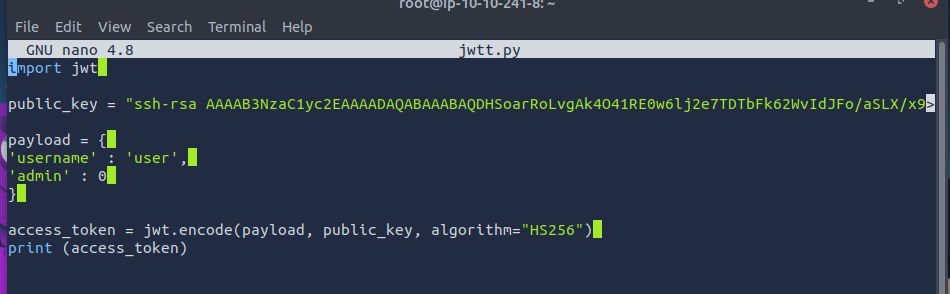 root@ip-10-10-241-8: ~
File Edit View Search Terminal Help
GNU nano 4.8 jwtt.py
import jwt
public_key = "ssh-rsa AAAAB3NzaC1yc2EAAAADAQABAAABAQDHSoarRoLvgAk4O41RE0w6lj2e7TDTbFk62WvIdJFo/aSLX/x9>
payload = {
'username' : 'user',
'admin' : 0
}
access_token = jwt.encode(payload, public_key, algorithm="HS256")
print (access_token)